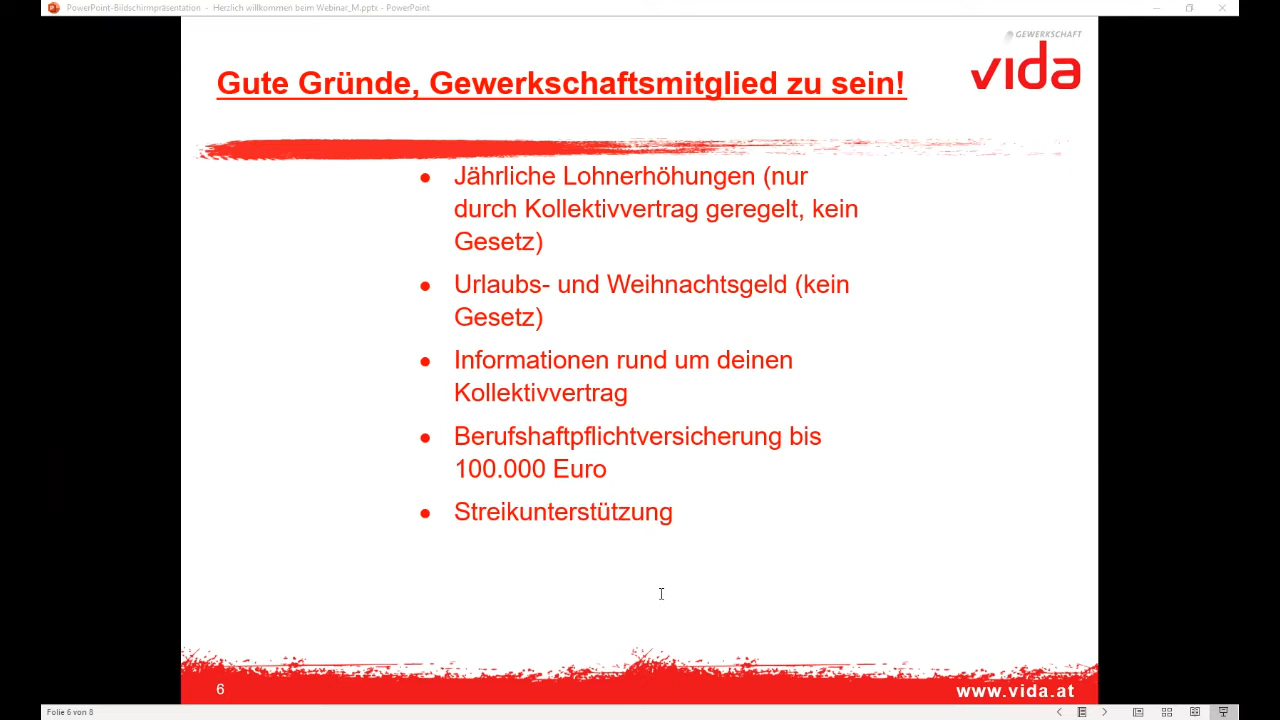 PowerPoint-Bildschirmpräsentation - Herzlich willkommen beim Webinar_M.pptx - PowerPoint
GEWERKSCHAFT
vida
Gute Gründe, Gewerkschaftsmitglied zu sein!
• Jährliche Lohnerhöhungen (nur
durch Kollektivvertrag geregelt, kein
Gesetz)
• Urlaubs- und Weihnachtsgeld (kein
Gesetz)
• Informationen rund um deinen
Kollektivvertrag
• Berufshaftpflichtversicherung bis
100.000 Euro
• Streikunterstützung
6
www.vida.at
Folie 6 von 8